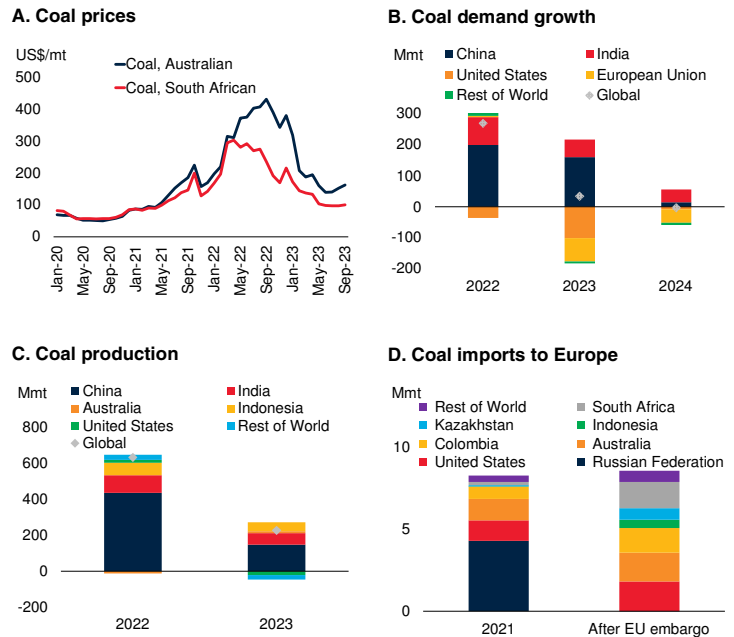 A. Coal prices
US$/mt
Coal, Australian
Coal, South African
500
400
300
200
100
0
Jan-20
May-20
Sep-20
Jan-21
May-21
Sep-21
Jan-22
May-22
Sep-22
Jan-23
May-23
Sep-23
B. Coal demand growth
Mmt
China
India
United States
European Union
Rest of World
Global
300
200
100
0
-100
-200
2022
2023
2024
C. Coal production
Mmt
China
India
Australia
Indonesia
United States
Rest of World
Global
800
600
400
200
0
-200
2022
2023
D. Coal imports to Europe
Mmt
Rest of World
South Africa
Kazakhstan
Indonesia
Colombia
Australia
United States
Russian Federation
10
5
0
2021
After EU embargo